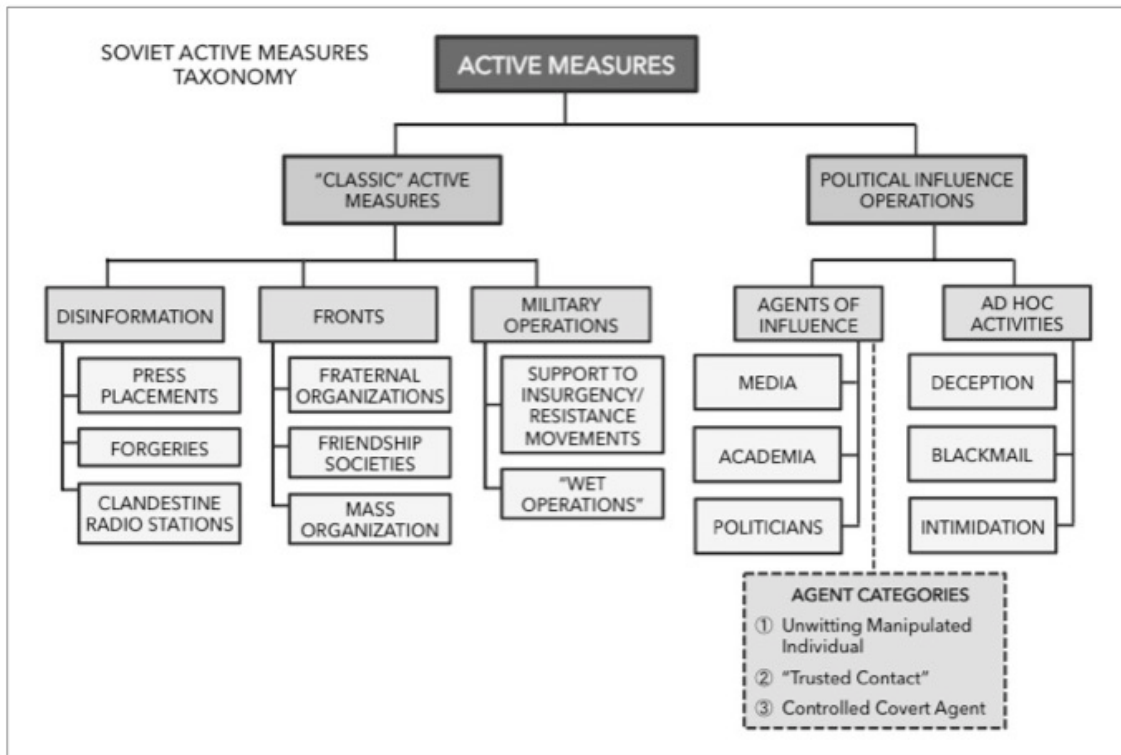 SOVIET ACTIVE MEASURES
TAXONOMY
ACTIVE MEASURES
“CLASSIC” ACTIVE
MEASURES
POLITICAL INFLUENCE
OPERATIONS
DISINFORMATION
FRONTS
MILITARY
OPERATIONS
AGENTS OF
INFLUENCE
AD HOC
ACTIVITIES
PRESS
PLACEMENTS
FORGERIES
CLANDESTINE
RADIO STATIONS
FRATERNAL
ORGANIZATIONS
FRIENDSHIP
SOCIETIES
MASS
ORGANIZATION
SUPPORT TO
INSURGENCY/
RESISTANCE
MOVEMENTS
“WET
OPERATIONS”
MEDIA
ACADEMIA
POLITICIANS
DECEPTION
BLACKMAIL
INTIMIDATION
AGENT CATEGORIES
① Unwitting Manipulated
Individual
② “Trusted Contact”
③ Controlled Covert Agent